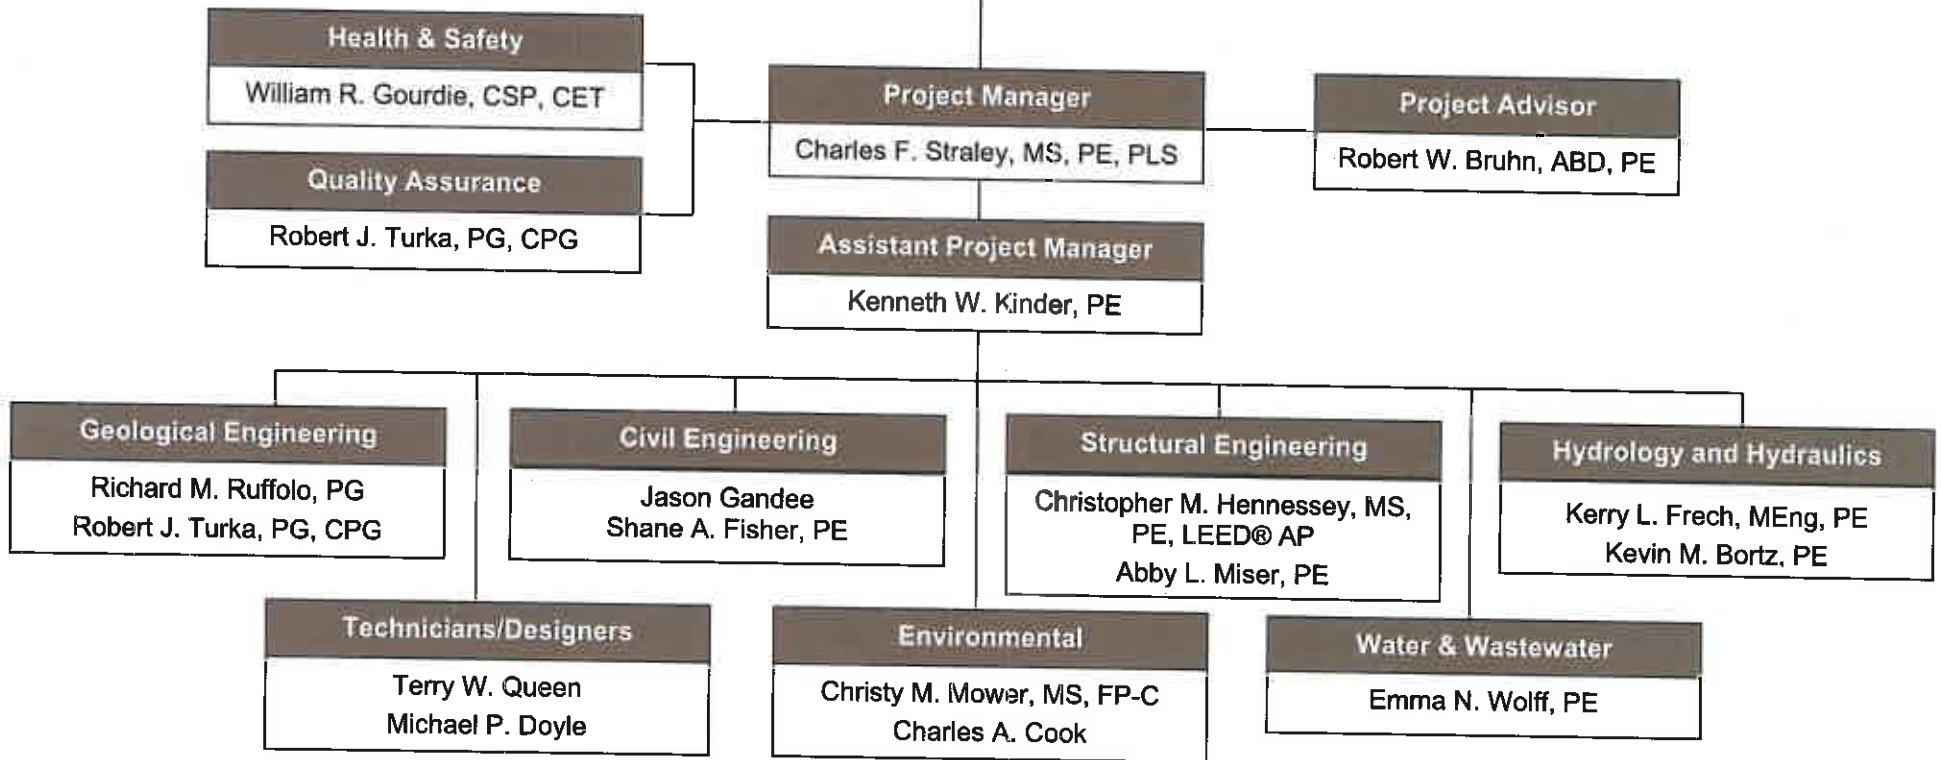 Health & Safety
William R. Gourdie, CSP, CET
Quality Assurance
Robert J. Turka, PG, CPG
Project Manager
Charles F. Straley, MS, PE, PLS
Project Advisor
Robert W. Bruhn, ABD, PE
Assistant Project Manager
Kenneth W. Kinder, PE
Geological Engineering
Richard M. Ruffolo, PG
Robert J. Turka, PG, CPG
Civil Engineering
Jason Gandee
Shane A. Fisher, PE
Structural Engineering
Christopher M. Hennessey, MS,
PE, LEED® AP
Abby L. Miser, PE
Hydrology and Hydraulics
Kerry L. Frech, MEng, PE
Kevin M. Bortz, PE
Technicians/Designers
Terry W. Queen
Michael P. Doyle
Environmental
Christy M. Mower, MS, FP-C
Charles A. Cook
Water & Wastewater
Emma N. Wolff, PE